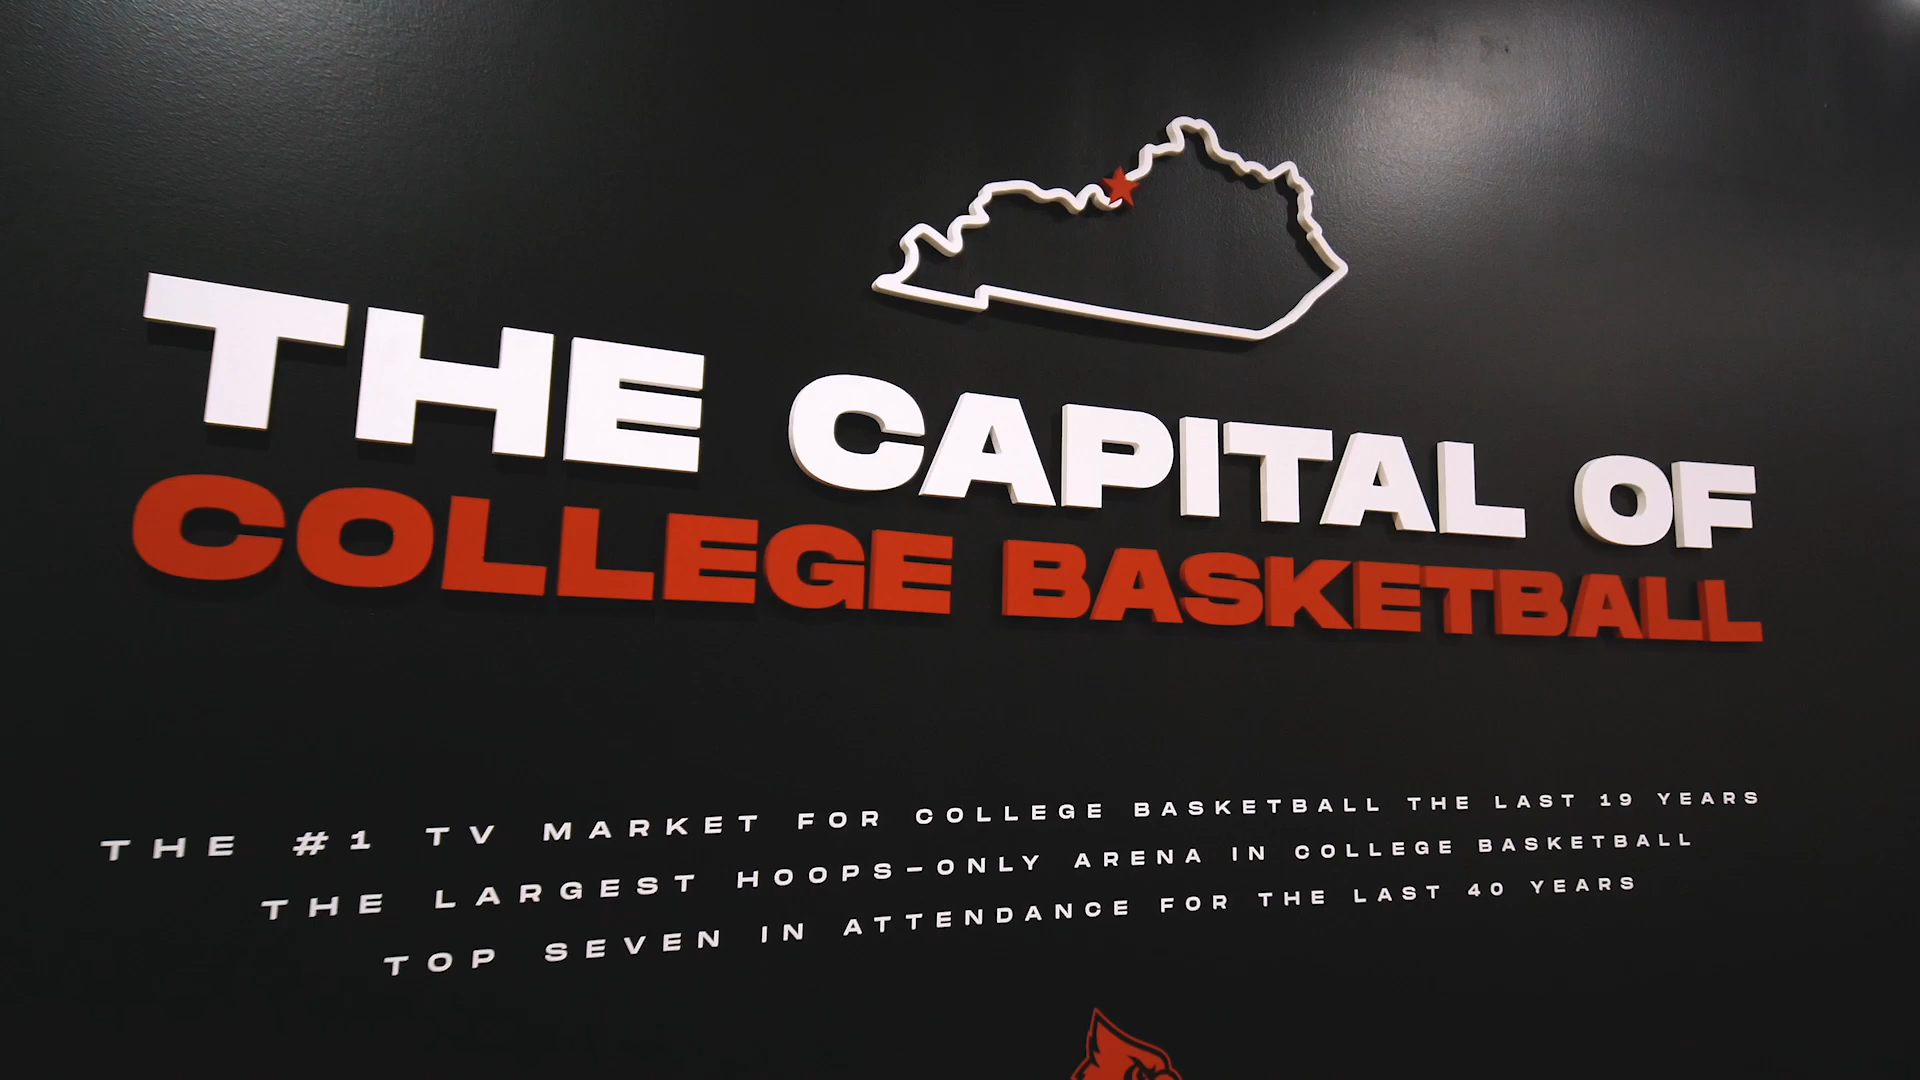 THE CAPITAL OF
COLLEGE BASKETBALL
THE #1 TV MARKET FOR COLLEGE BASKETBALL THE LAST 19 YEARS
THE LARGEST HOOPS-ONLY ARENA IN COLLEGE BASKETBALL
TOP SEVEN IN ATTENDANCE FOR THE LAST 40 YEARS